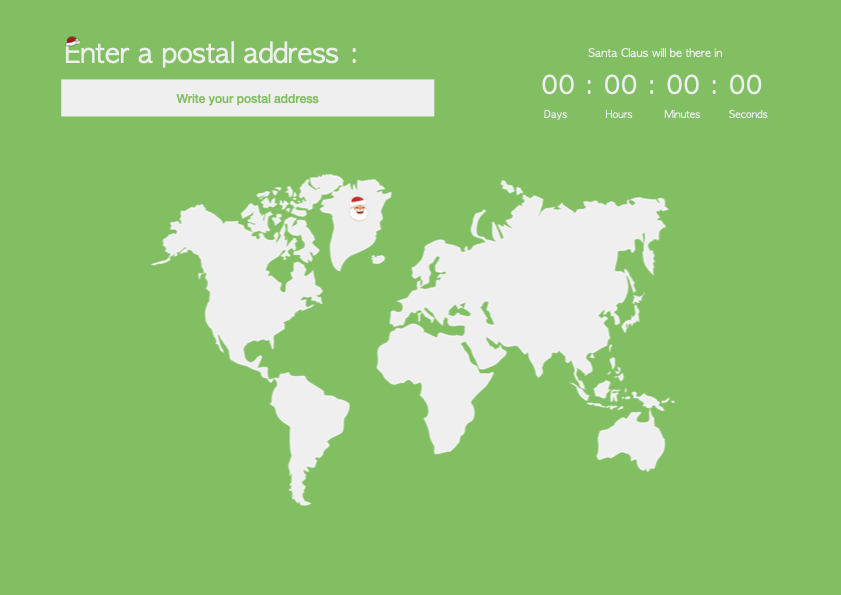 Enter a postal address :
Write your postal address
Santa Claus will be there in
00 : 00 : 00 : 00
Days Hours Minutes Seconds